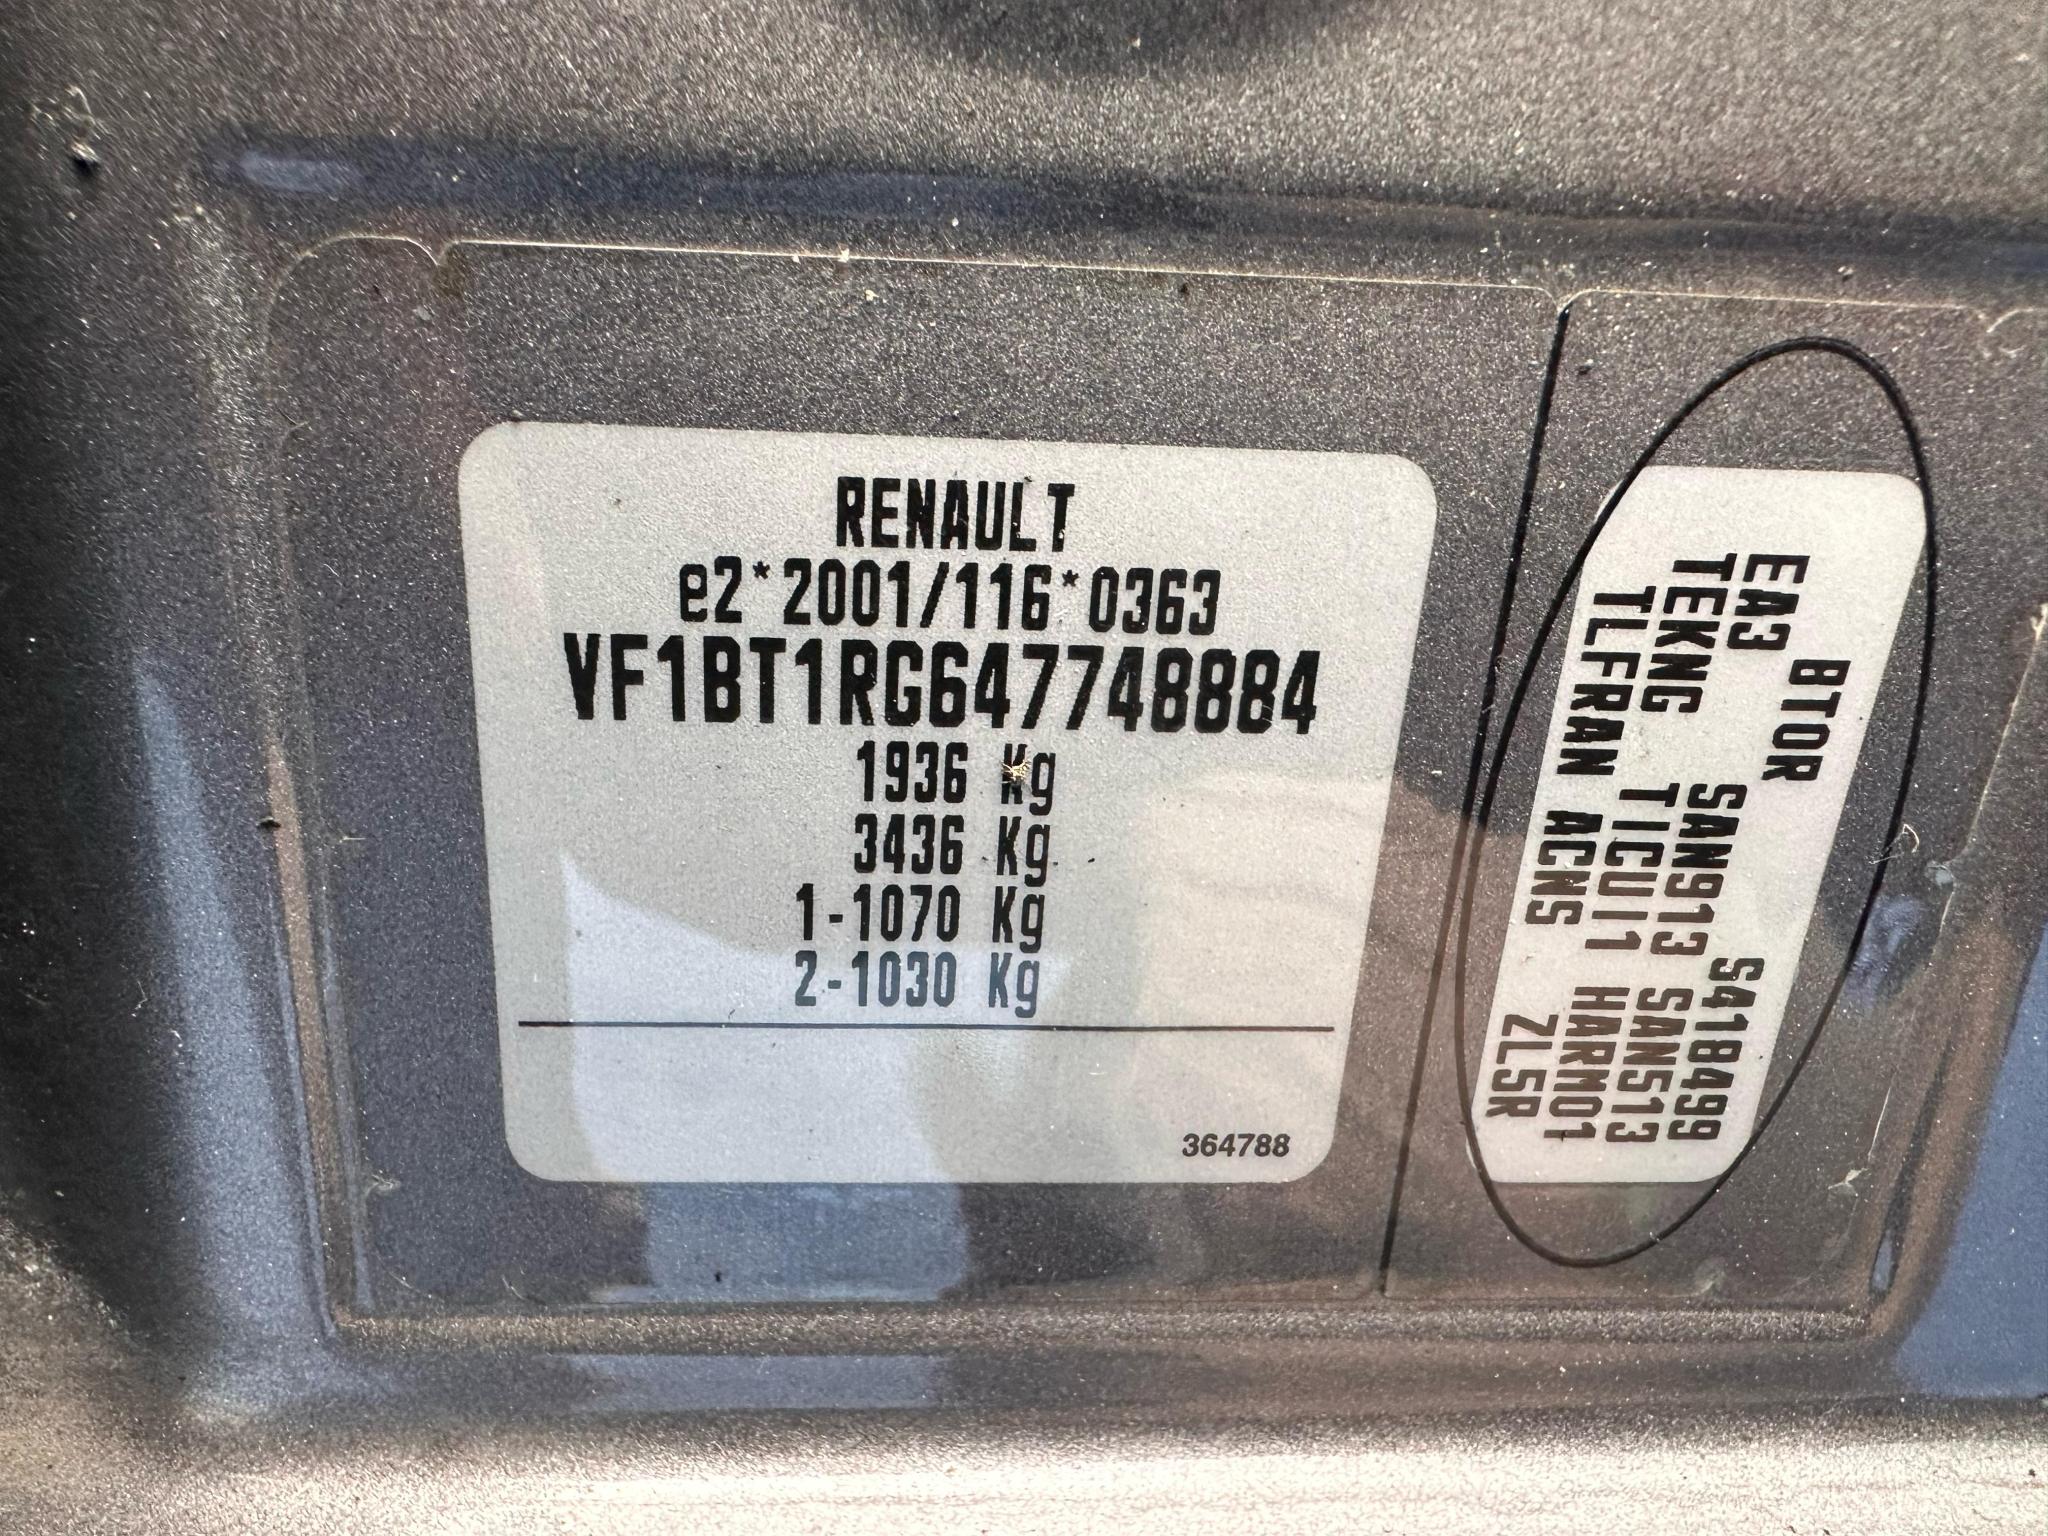 RENAULT
e2*2001/116*0363
VF1BT1RG647748884
1936 Kg
3436 Kg
1-1070 Kg
2-1030 Kg
364788
BTOR S418499
EA3 SAN913 SAN513
TEKNG TICUI1 HARM01
TLFRAN ACNS ZL5R